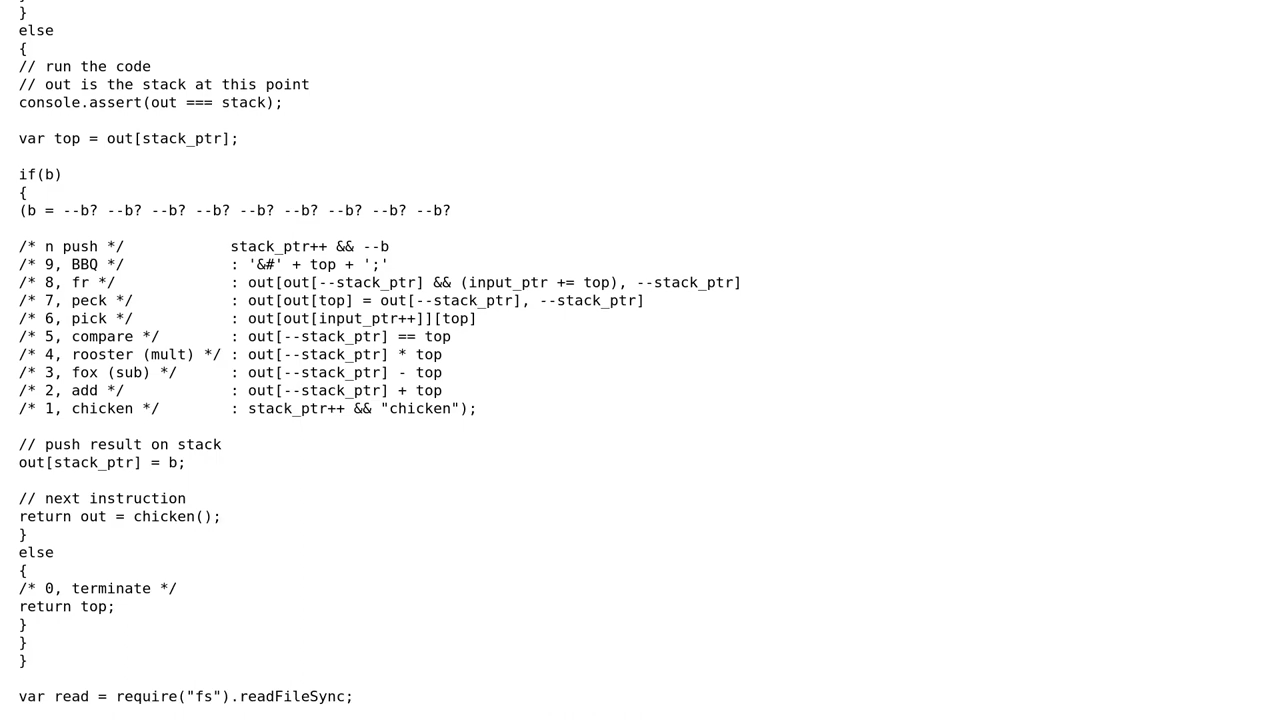 }
else
{
// run the code
// out is the stack at this point
console.assert(out === stack);
var top = out[stack_ptr];
if(b)
{
(b = --b? --b? --b? --b? --b? --b? --b? --b? --b?
/* n push */            stack_ptr++ && --b
/* 9, BBQ */            : '&#' + top + ';'
/* 8, fr */             : out[out[--stack_ptr] && (input_ptr += top), --stack_ptr]
/* 7, peck */           : out[out[top] = out[--stack_ptr], --stack_ptr]
/* 6, pick */           : out[out[input_ptr++]][top]
/* 5, compare */        : out[--stack_ptr] == top
/* 4, rooster (mult) */ : out[--stack_ptr] * top
/* 3, fox (sub) */      : out[--stack_ptr] - top
/* 2, add */            : out[--stack_ptr] + top
/* 1, chicken */        : stack_ptr++ && "chicken");
// push result on stack
out[stack_ptr] = b;
// next instruction
return out = chicken();
}
else
{
/* 0, terminate */
return top;
}
}
}
var read = require("fs").readFileSync;